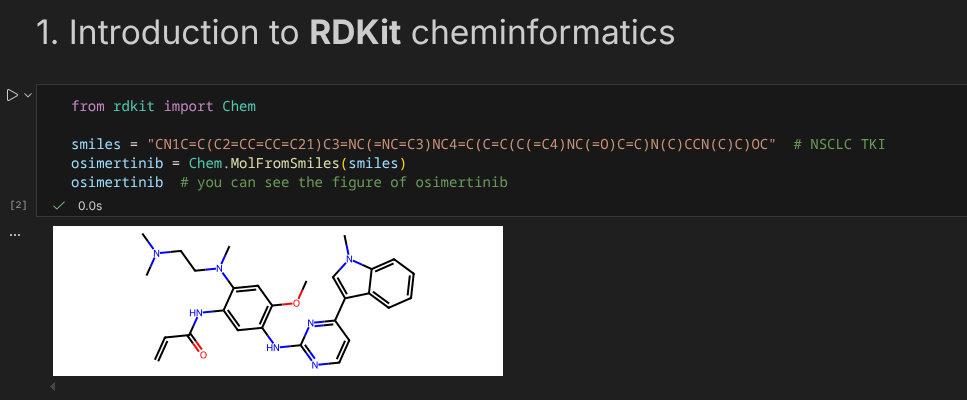 1. Introduction to RDKit cheminformatics
from rdkit import Chem
smiles = "CN1C=C(C2=CC=CC=C21)C3=NC(=NC=C3)NC4=C(C=C(C(=C4)NC(=O)C=C)N(C)CCN(C)C)OC"  # NSCLC TKI
osimertinib = Chem.MolFromSmiles(smiles)
osimertinib  # you can see the figure of osimertinib
[2] 0.0s
...
N
N
O
HN
O
HN
N
N
N